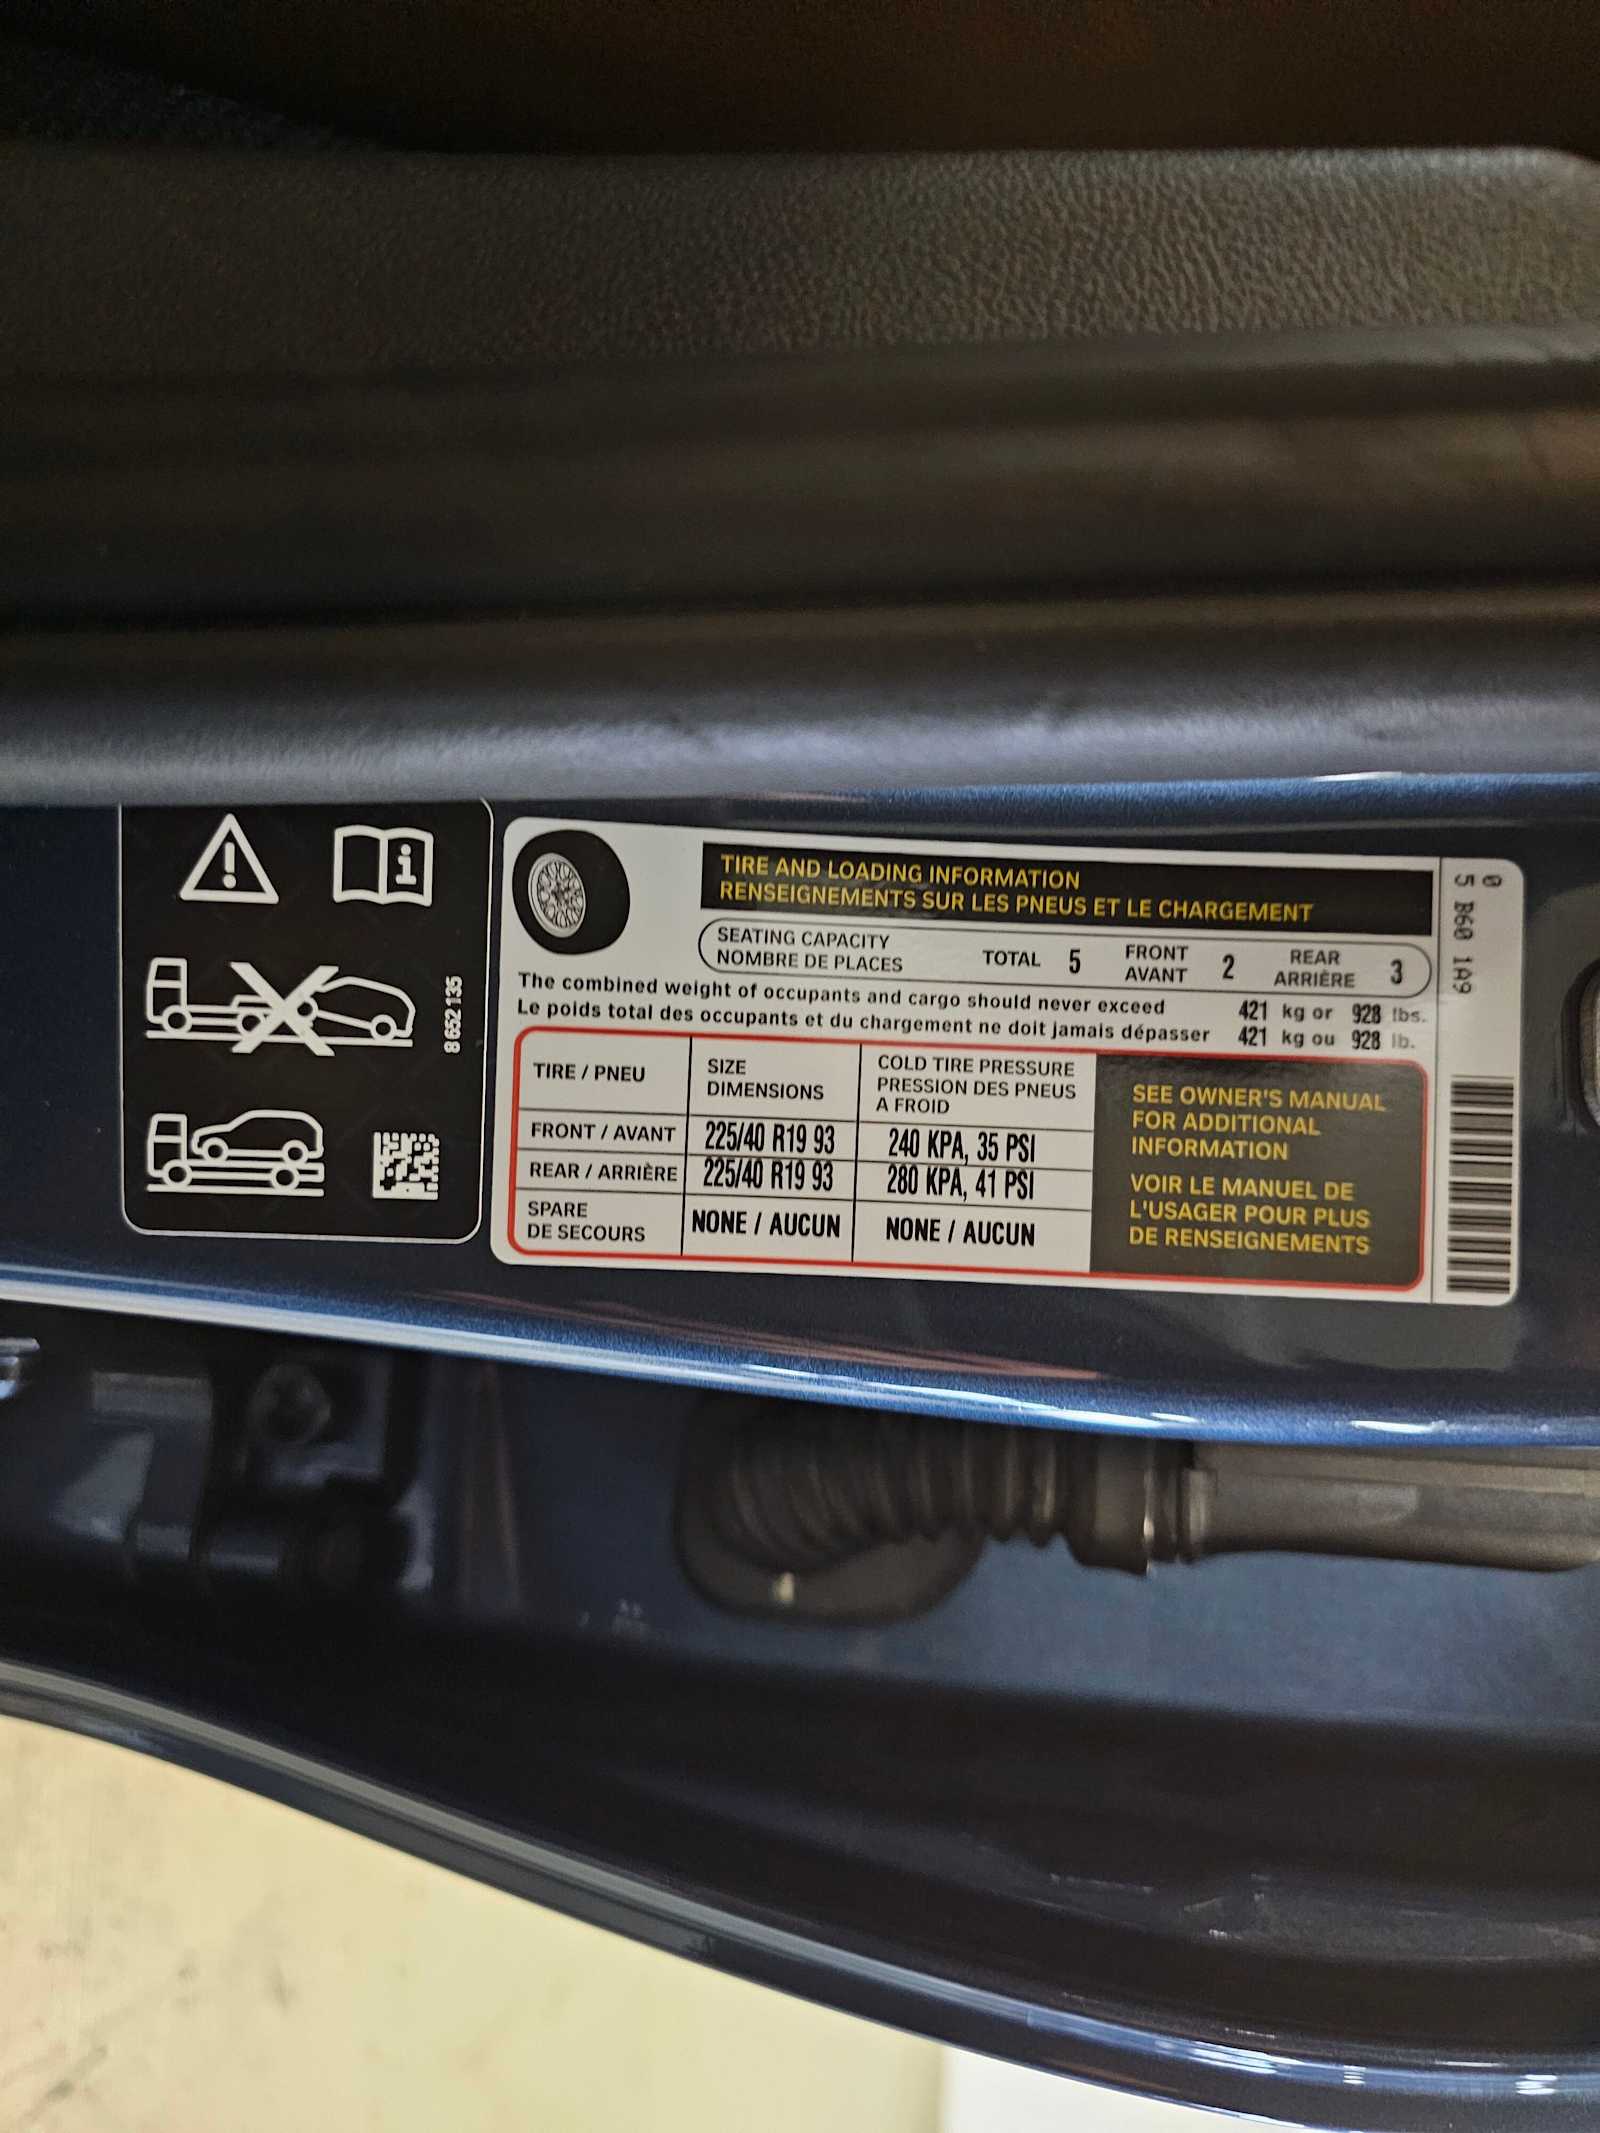 8 652 135
TIRE AND LOADING INFORMATION
RENSEIGNEMENTS SUR LES PNEUS ET LE CHARGEMENT
SEATING CAPACITY
NOMBRE DE PLACES
TOTAL 5
FRONT
AVANT 2
REAR
ARRIÈRE 3
The combined weight of occupants and cargo should never exceed 421 kg or 928 lbs.
Le poids total des occupants et du chargement ne doit jamais dépasser 421 kg ou 928 lb.
TIRE / PNEU
SIZE
DIMENSIONS
COLD TIRE PRESSURE
PRESSION DES PNEUS
A FROID
FRONT / AVANT 225/40 R19 93 240 KPA, 35 PSI
REAR / ARRIÈRE 225/40 R19 93 280 KPA, 41 PSI
SPARE
DE SECOURS
NONE / AUCUN NONE / AUCUN
SEE OWNER'S MANUAL
FOR ADDITIONAL
INFORMATION
VOIR LE MANUEL DE
L'USAGER POUR PLUS
DE RENSEIGNEMENTS
0
5 B60 1A9